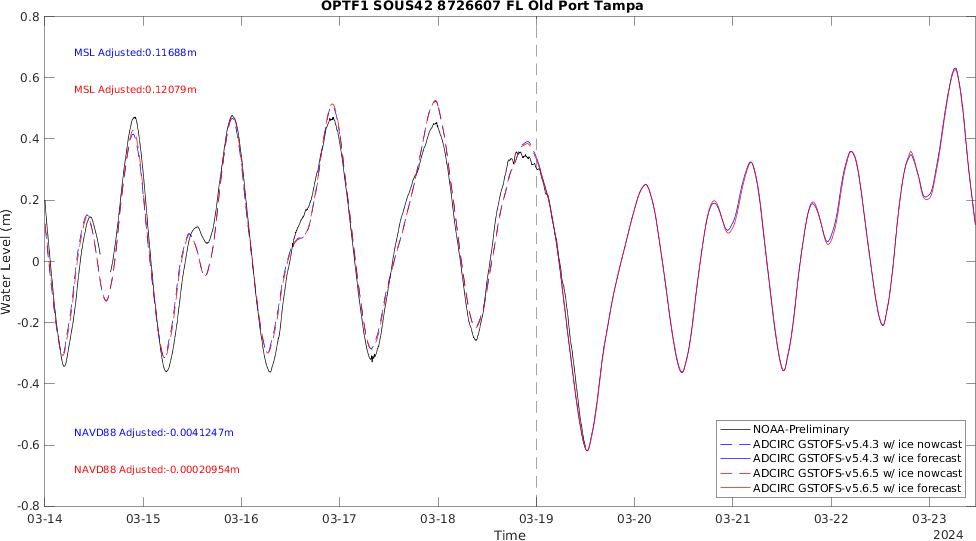 OPTF1 SOUS42 8726607 FL Old Port Tampa
MSL Adjusted:0.11688m
MSL Adjusted:0.12079m
NAVD88 Adjusted:-0.0041247m
NAVD88 Adjusted:-0.00020954m
Water Level (m)
0.8
0.6
0.4
0.2
0
-0.2
-0.4
-0.6
-0.8
NOAA-Preliminary
ADCIRC GSTOFS-v5.4.3 w/ ice nowcast
ADCIRC GSTOFS-v5.4.3 w/ ice forecast
ADCIRC GSTOFS-v5.6.5 w/ ice nowcast
ADCIRC GSTOFS-v5.6.5 w/ ice forecast
03-14 03-15 03-16 03-17 03-18 03-19 03-20 03-21 03-22 03-23
Time
2024